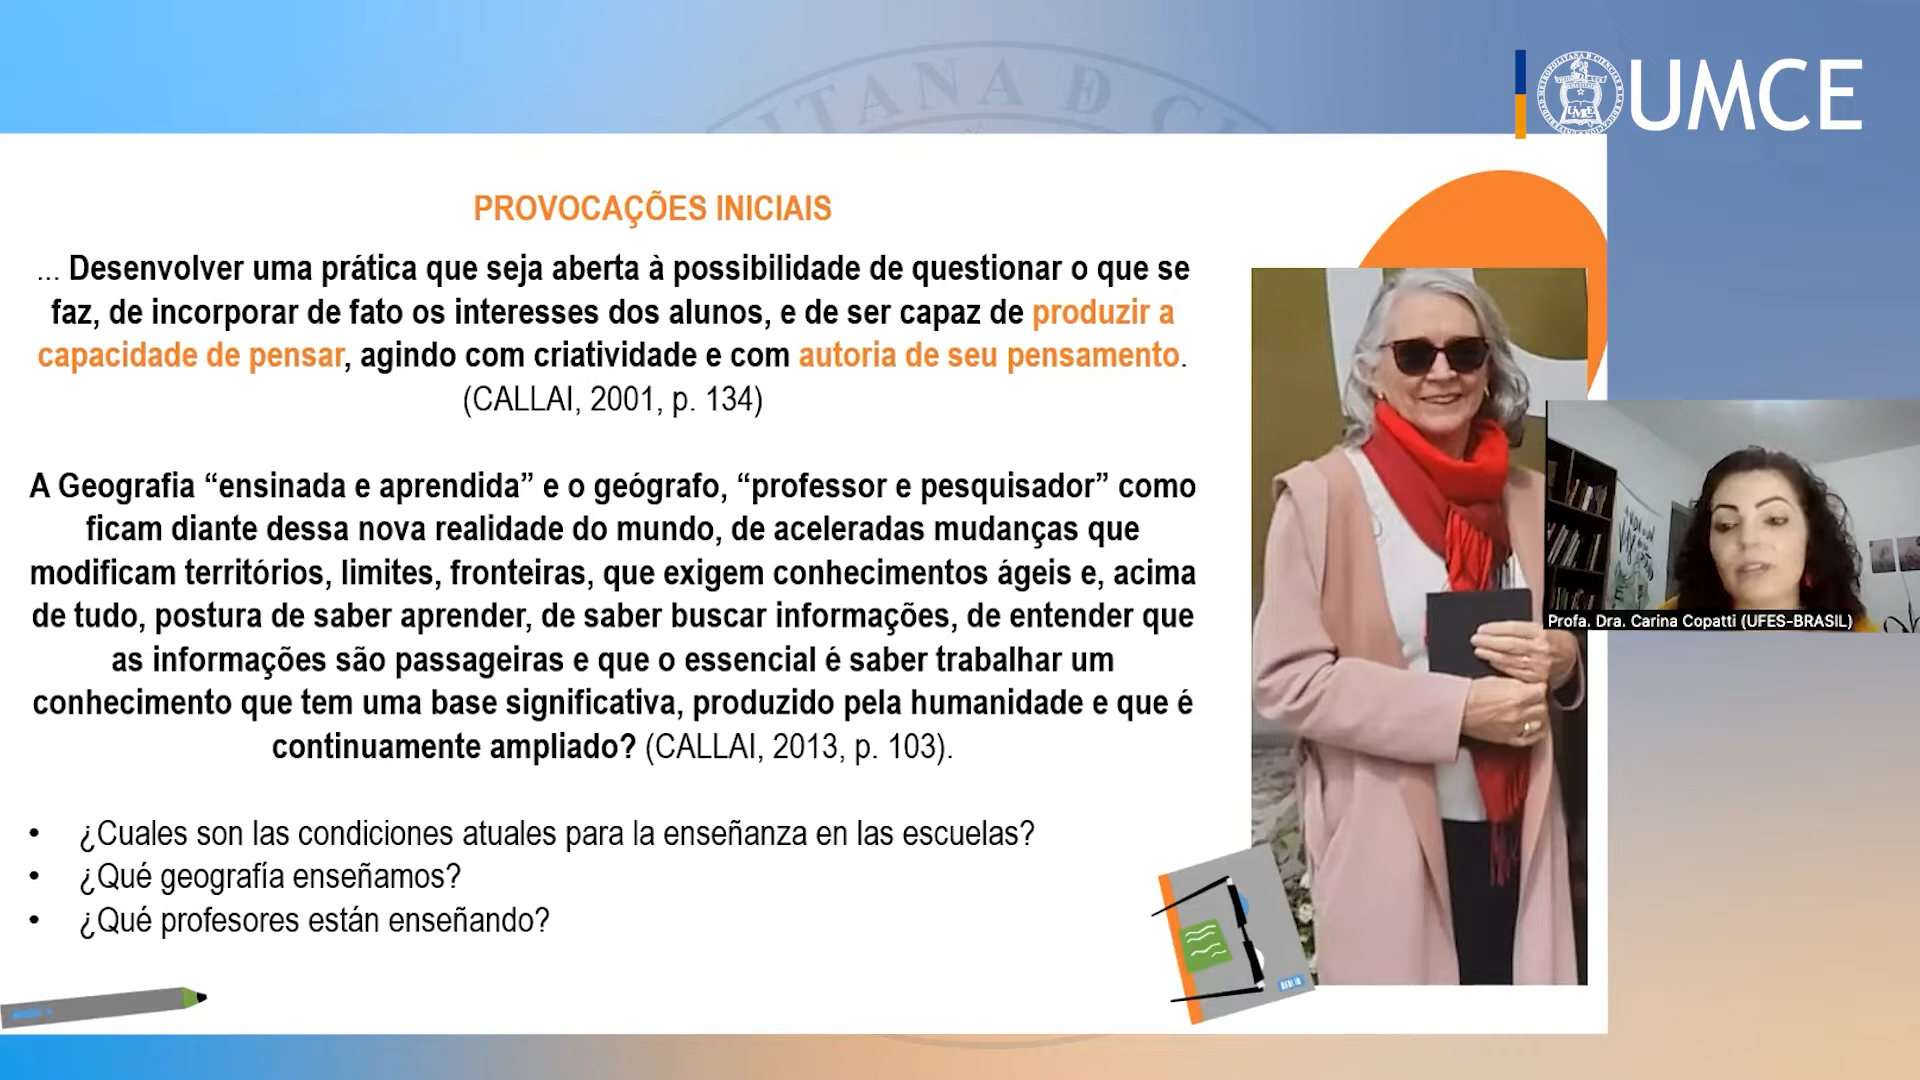 ITANA Ð CI
UMCE
PROVOCAÇÕES INICIAIS
... Desenvolver uma prática que seja aberta à possibilidade de questionar o que se
faz, de incorporar de fato os interesses dos alunos, e de ser capaz de produzir a
capacidade de pensar, agindo com criatividade e com autoria de seu pensamento.
(CALLAI, 2001, p. 134)
A Geografia “ensinada e aprendida” e o geógrafo, “professor e pesquisador” como
ficam diante dessa nova realidade do mundo, de aceleradas mudanças que
modificam territórios, limites, fronteiras, que exigem conhecimentos ágeis e, acima
de tudo, postura de saber aprender, de saber buscar informações, de entender que
as informações são passageiras e que o essencial é saber trabalhar um
conhecimento que tem uma base significativa, produzido pela humanidade e que é
continuamente ampliado? (CALLAI, 2013, p. 103).
• ¿Cuales son las condiciones atuales para la enseñanza en las escuelas?
• ¿Qué geografía enseñamos?
• ¿Qué profesores están enseñando?
Profa. Dra. Carina Copatti (UFES-BRASIL)